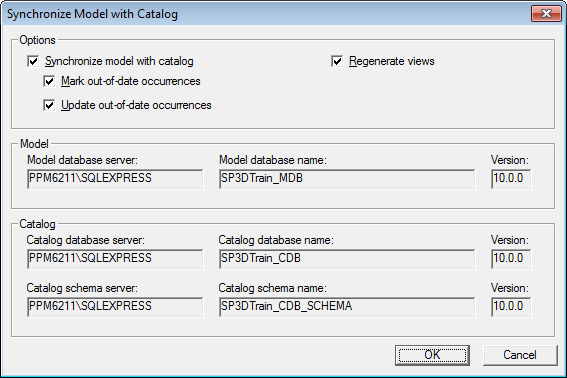 Synchronize Model with Catalog
Options
Synchronize model with catalog
Regenerate views
Mark out-of-date occurrences
Update out-of-date occurrences
Model
Model database server:
Model database name:
Version:
PPM6211\SQLEXPRESS
SP3DTrain_MDB
10.0.0
Catalog
Catalog database server:
Catalog database name:
Version:
PPM6211\SQLEXPRESS
SP3DTrain_CDB
10.0.0
Catalog schema server:
Catalog schema name:
Version:
PPM6211\SQLEXPRESS
SP3DTrain_CDB_SCHEMA
10.0.0
OK
Cancel